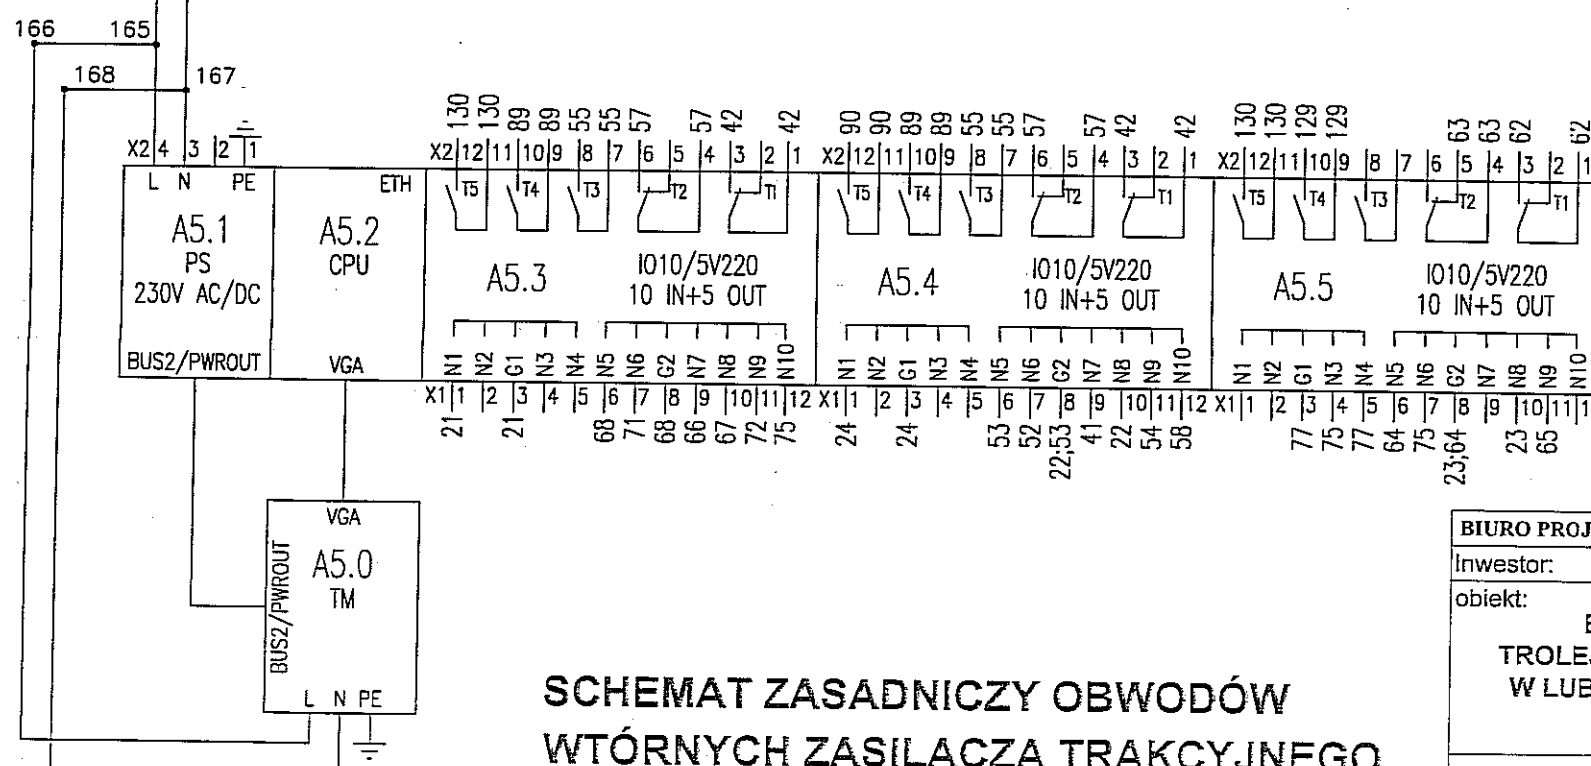 166 165
168 167
130 130 89 89 55 55 57 57 42 42 90 90 89 89 55 55 57 57 42 42 130 130 129 129 63 63 62 62
X2 4 3 2 1 X2 12 11 10 9 8 7 6 5 4 3 2 1 X2 12 11 10 9 8 7 6 5 4 3 2 1 X2 12 11 10 9 8 7 6 5 4 3 2 1
L N PE ETH T5 T4 T3 T2 T1 T5 T4 T3 T2 T1 T5 T4 T3 T2 T1
A5.1 A5.2
PS CPU
230V AC/DC
A5.3 IO10/5V220 A5.4 IO10/5V220 A5.5 IO10/5V220
10 IN+5 OUT 10 IN+5 OUT 10 IN+5 OUT
BUS2/PWROUT VGA N1 N2 G1 N3 N4 N5 N6 G2 N7 N8 N9 N10 N1 N2 G1 N3 N4 N5 N6 G2 N7 N8 N9 N10 N1 N2 G1 N3 N4 N5 N6 G2 N7 N8 N9 N10
X1 1 2 3 4 5 6 7 8 9 10 11 12 X1 1 2 3 4 5 6 7 8 9 10 11 12 X1 1 2 3 4 5 6 7 8 9 10 11 1
21 21 68 71 68 66 67 72 75 24 24 53 52 22;53 41 22 54 58 77 75 77 64 75 23;64 23 65
VGA
A5.0
TM
BUS2/PWROUT
L N PE
SCHEMAT ZASADNICZY OBWODÓW
WTÓRNYCH ZASILACZA TRAKCYJNEGO
BIURO PROJ
Inwestor:
obiekt:
TROLE
W LUB